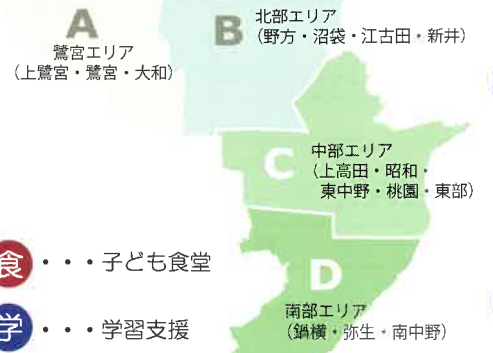 A
鷺宮エリア
（上鷺宮・鷺宮・大和）
B
北部エリア
（野方・沼袋・江古田・新井）
C
中部エリア
（上高田・昭和・
東中野・桃園・東部）
D
南部エリア
（鍋横・弥生・南中野）
食・・・子ども食堂
学・・・学習支援